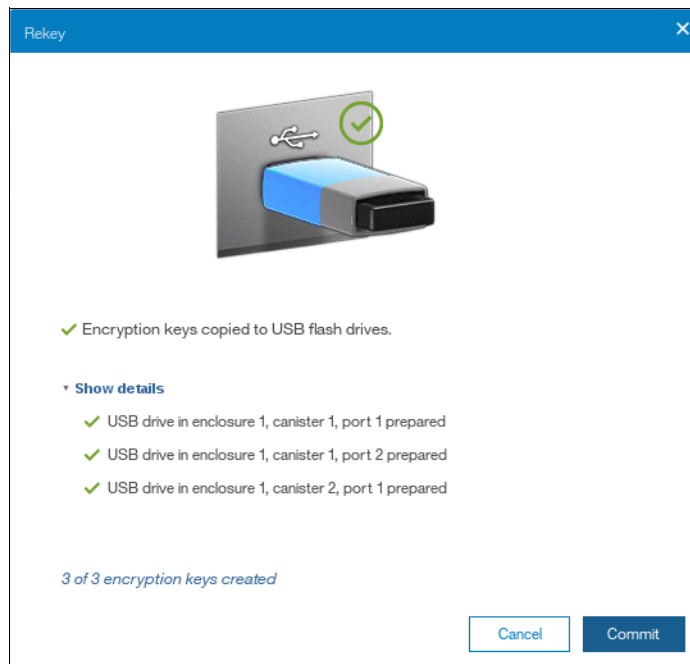 Rekey
Encryption keys copied to USB flash drives.
Show details
USB drive in enclosure 1, canister 1, port 1 prepared
USB drive in enclosure 1, canister 1, port 2 prepared
USB drive in enclosure 1, canister 2, port 1 prepared
3 of 3 encryption keys created
Cancel
Commit